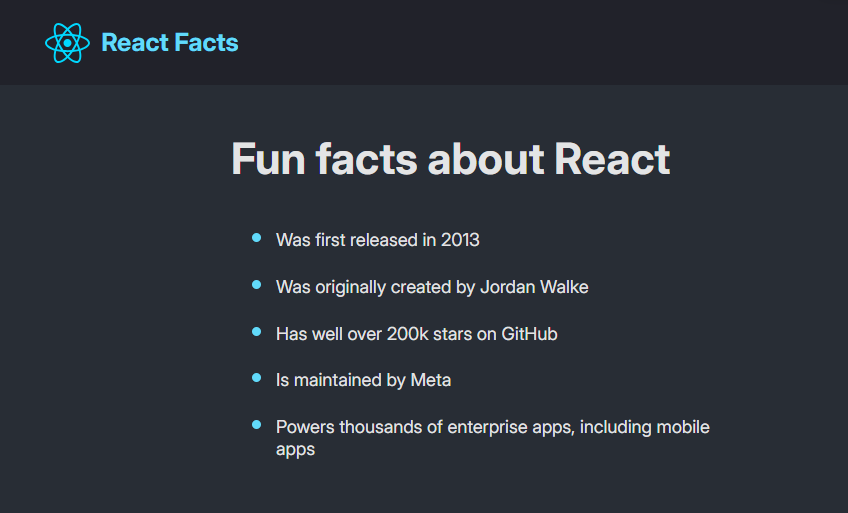 React Facts
Fun facts about React
Was first released in 2013
Was originally created by Jordan Walke
Has well over 200k stars on GitHub
Is maintained by Meta
Powers thousands of enterprise apps, including mobile
apps